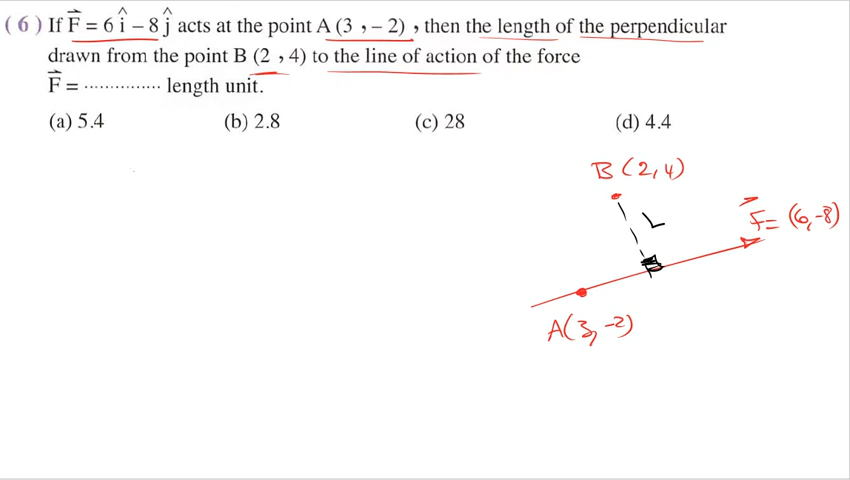 ( 6 ) If F⃗ = 6 î – 8 ĵ acts at the point A (3 , – 2) , then the length of the perpendicular
drawn from the point B (2 , 4) to the line of action of the force
F⃗ = ............... length unit.
(a) 5.4 (b) 2.8 (c) 28 (d) 4.4
B (2, 4)
F⃗ = (6, -8)
L
A(3, -2)